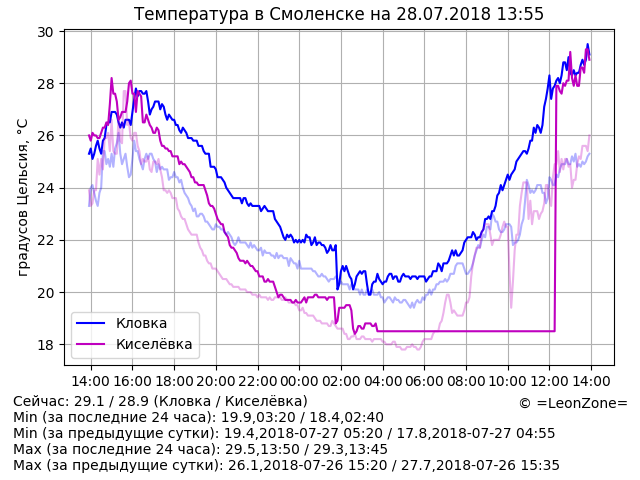 Температура в Смоленске на 28.07.2018 13:55
30
28
26
24
22
20
18
градусов Цельсия, °C
Кловка
Киселёвка
14:00 16:00 18:00 20:00 22:00 00:00 02:00 04:00 06:00 08:00 10:00 12:00 14:00
Сейчас: 29.1 / 28.9 (Кловка / Киселёвка)
© =LeonZone=
Min (за последние 24 часа): 19.9,03:20 / 18.4,02:40
Min (за предыдущие сутки): 19.4,2018-07-27 05:20 / 17.8,2018-07-27 04:55
Max (за последние 24 часа): 29.5,13:50 / 29.3,13:45
Max (за предыдущие сутки): 26.1,2018-07-26 15:20 / 27.7,2018-07-26 15:35